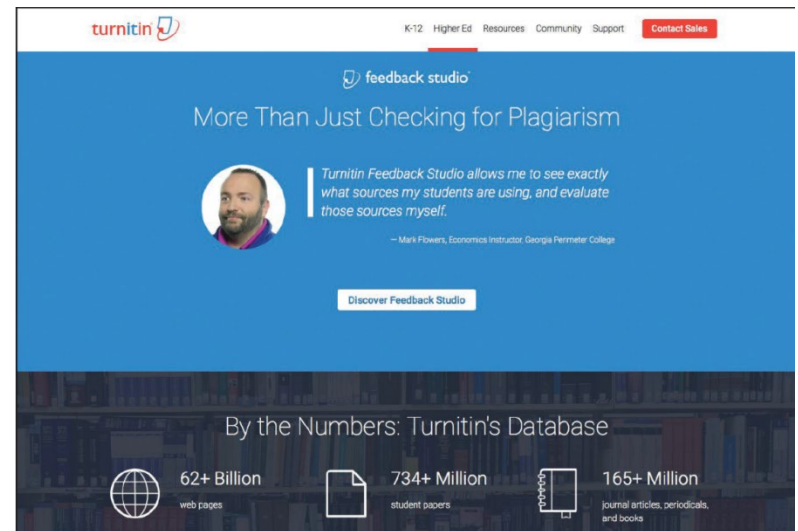 turnitin
K-12 Higher Ed Resources Community Support Contact Sales
feedback studio
More Than Just Checking for Plagiarism
Turnitin Feedback Studio allows me to see exactly
what sources my students are using, and evaluate
those sources myself.
— Mark Flowers, Economics Instructor, Georgia Perimeter College
Discover Feedback Studio
By the Numbers: Turnitin's Database
62+ Billion
web pages
734+ Million
student papers
165+ Million
journal articles, periodicals,
and books